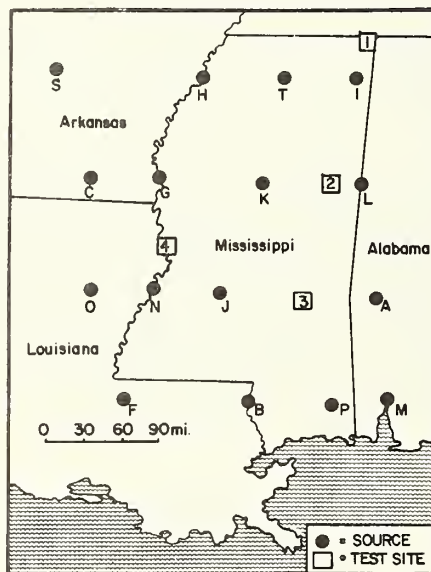 1
S
H
T
I
Arkansas
C
G
K
2
L
4
Mississippi
Alabama
O
N
J
3
A
Louisiana
F
B
P
M
0 30 60 90 mi.
● = SOURCE
□ = TEST SITE